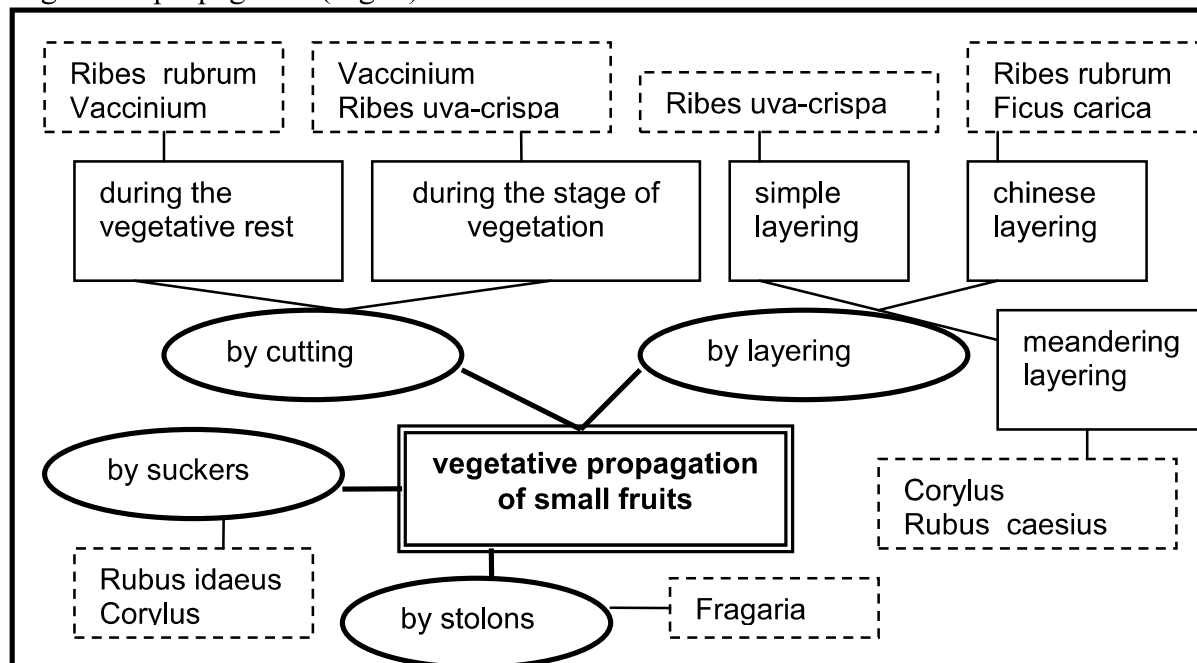 Ribes rubrum
Vaccinium
Vaccinium
Ribes uva-crispa
Ribes uva-crispa
Ribes rubrum
Ficus carica
during the
vegetative rest
during the stage of
vegetation
simple
layering
chinese
layering
by cutting
by layering
meandering
layering
by suckers
vegetative propagation
of small fruits
Corylus
Rubus caesius
Rubus idaeus
Corylus
by stolons
Fragaria